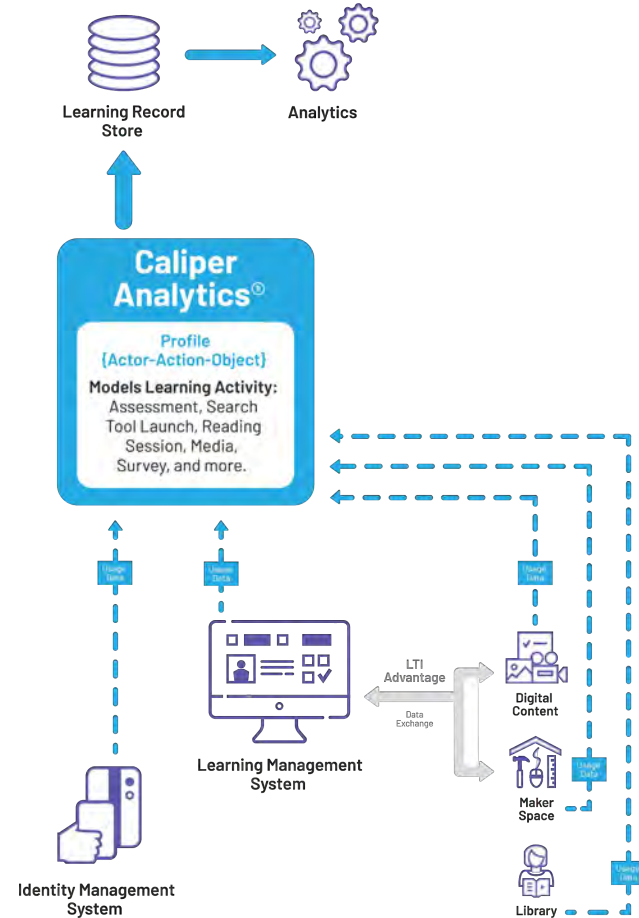 Learning Record
Store
Analytics
Caliper
Analytics®
Profile
{Actor-Action-Object}
Models Learning Activity:
Assessment, Search
Tool Launch, Reading
Session, Media,
Survey, and more.
Usage
Data
Usage
Data
Usage
Data
LTI
Advantage
Data
Exchange
Digital
Content
Learning Management
System
Usage
Data
Maker
Space
Identity Management
System
Usage
Data
Library